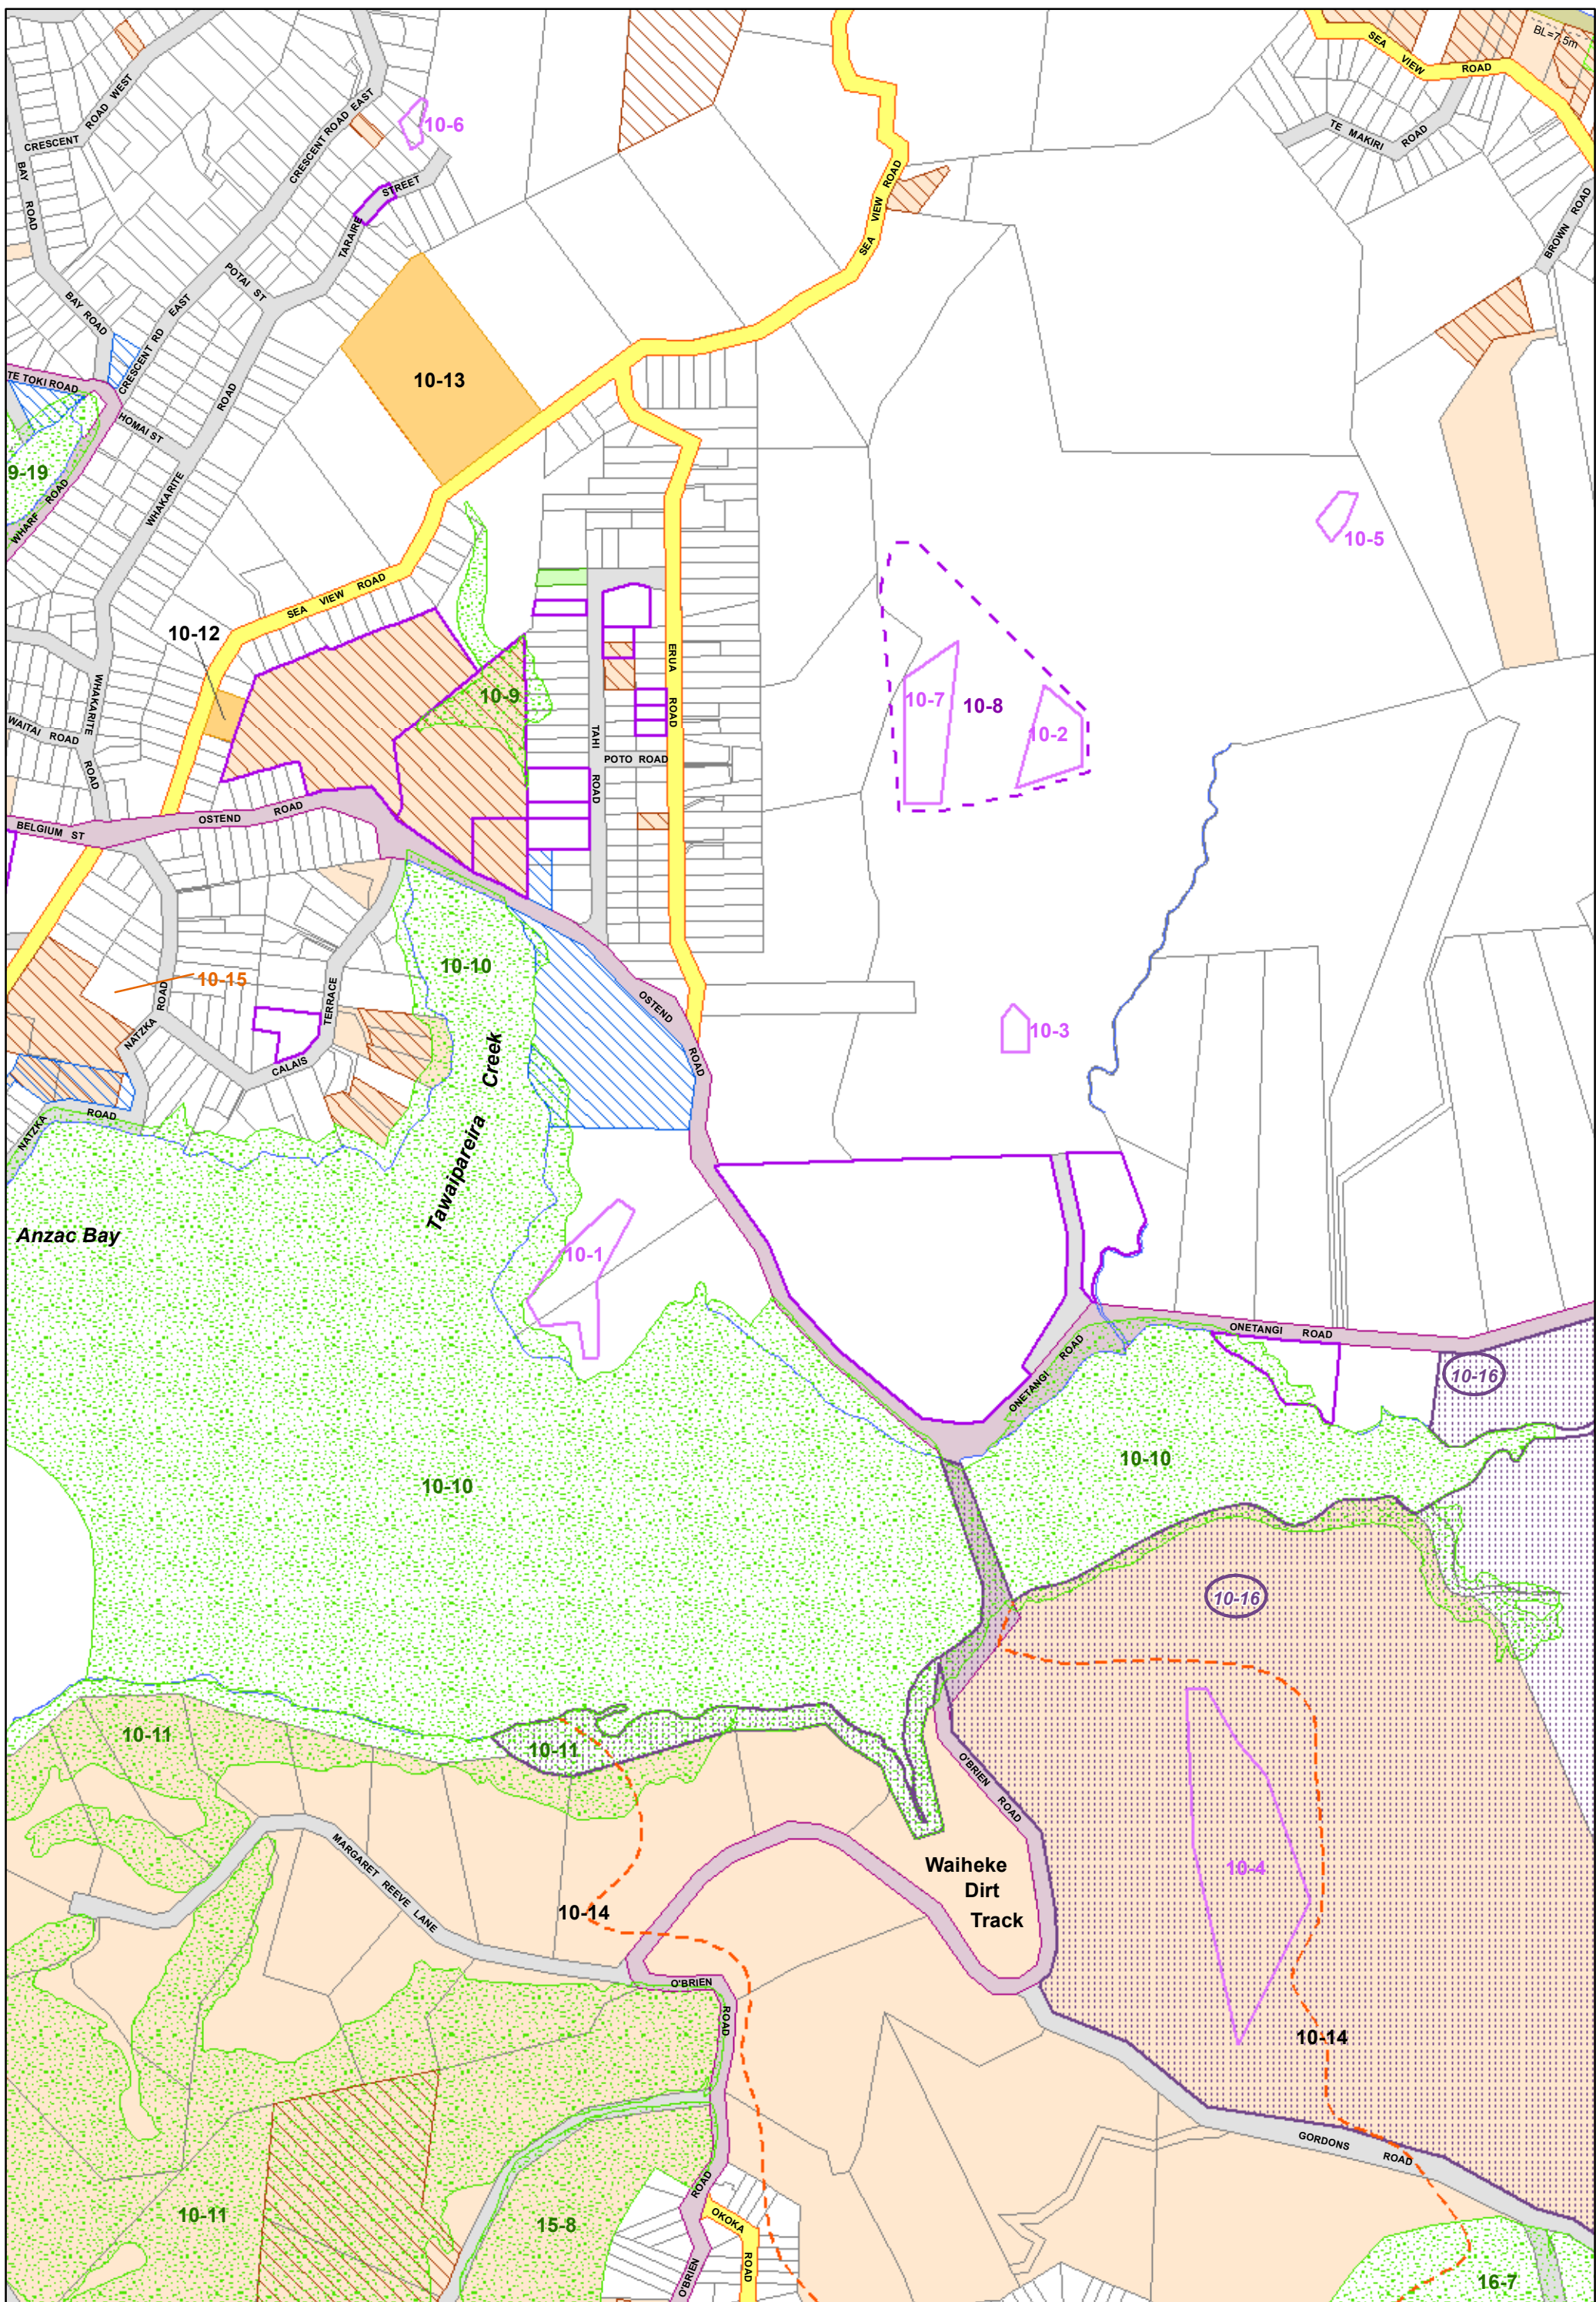 SEA VIEW ROAD
BL=7.5m
CRESCENT ROAD WEST
CRESCENT ROAD EAST
10-6
TE MAKIRI ROAD
BAY ROAD
TARAIRE STREET
SEA VIEW ROAD
BROWN ROAD
POTAI ST
BAY ROAD
CRESCENT RD EAST
10-13
TE TOKI ROAD
HOMAI ST
WHAKARITE ROAD
9-19
WHARF ROAD
10-5
SEA VIEW ROAD
10-12
ERUA ROAD
WHAKARITE ROAD
10-9
10-7
10-8
10-2
WAITAI ROAD
TAHI ROAD
POTO ROAD
BELGIUM ST
OSTEND ROAD
10-10
10-15
NATZKA ROAD
CALAIS TERRACE
OSTEND ROAD
10-3
Tawaipareira Creek
NATZKA ROAD
Anzac Bay
10-1
ONETANGI ROAD
ONETANGI ROAD
10-16
10-10
10-10
10-16
10-11
10-11
O'BRIEN ROAD
MARGARET REEVE LANE
Waiheke
Dirt
Track
10-4
10-14
O'BRIEN ROAD
10-14
GORDONS ROAD
10-11
15-8
ROAD
OKOKA ROAD
O'BRIEN
16-7